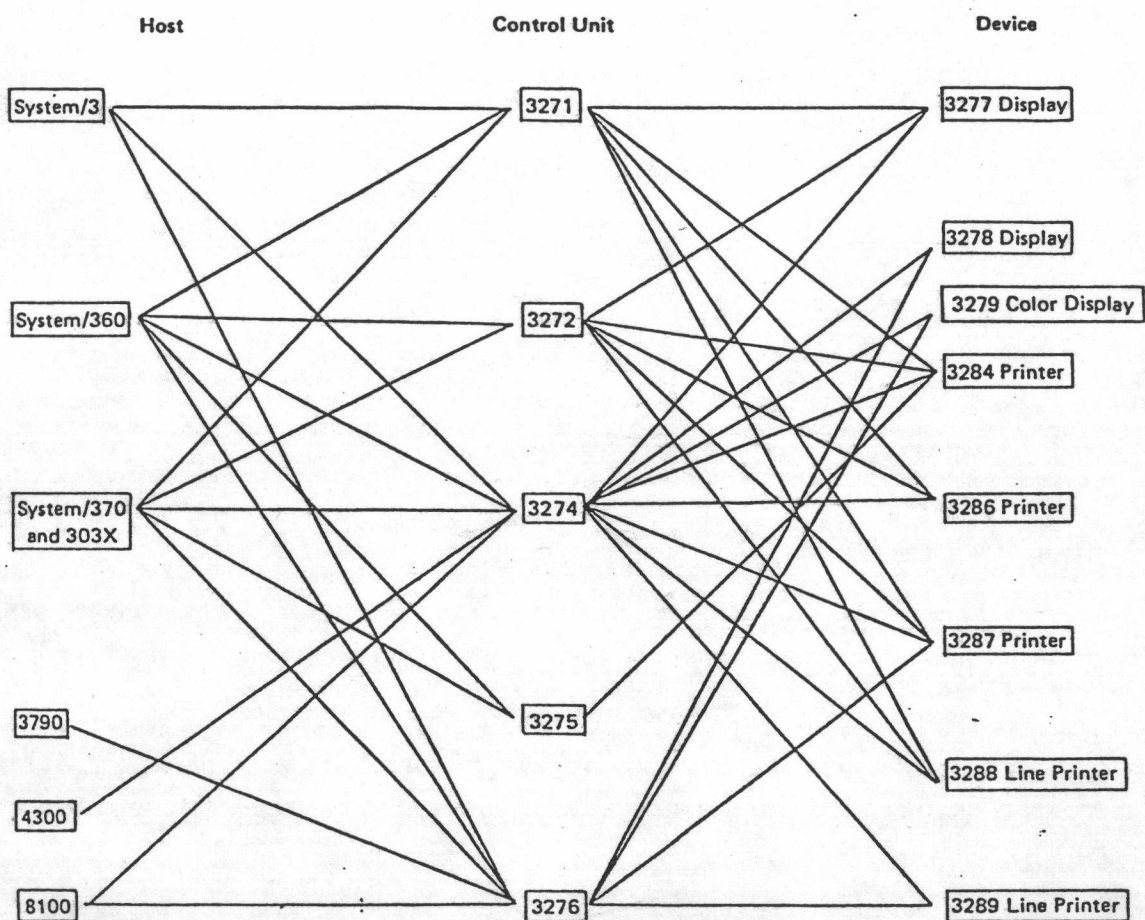 Host Control Unit Device
System/3 3271 3277 Display
3278 Display
3279 Color Display
System/360 3272
3284 Printer
System/370
and 303X
3274 3286 Printer
3287 Printer
3790 3275
3288 Line Printer
4300
8100 3276 3289 Line Printer